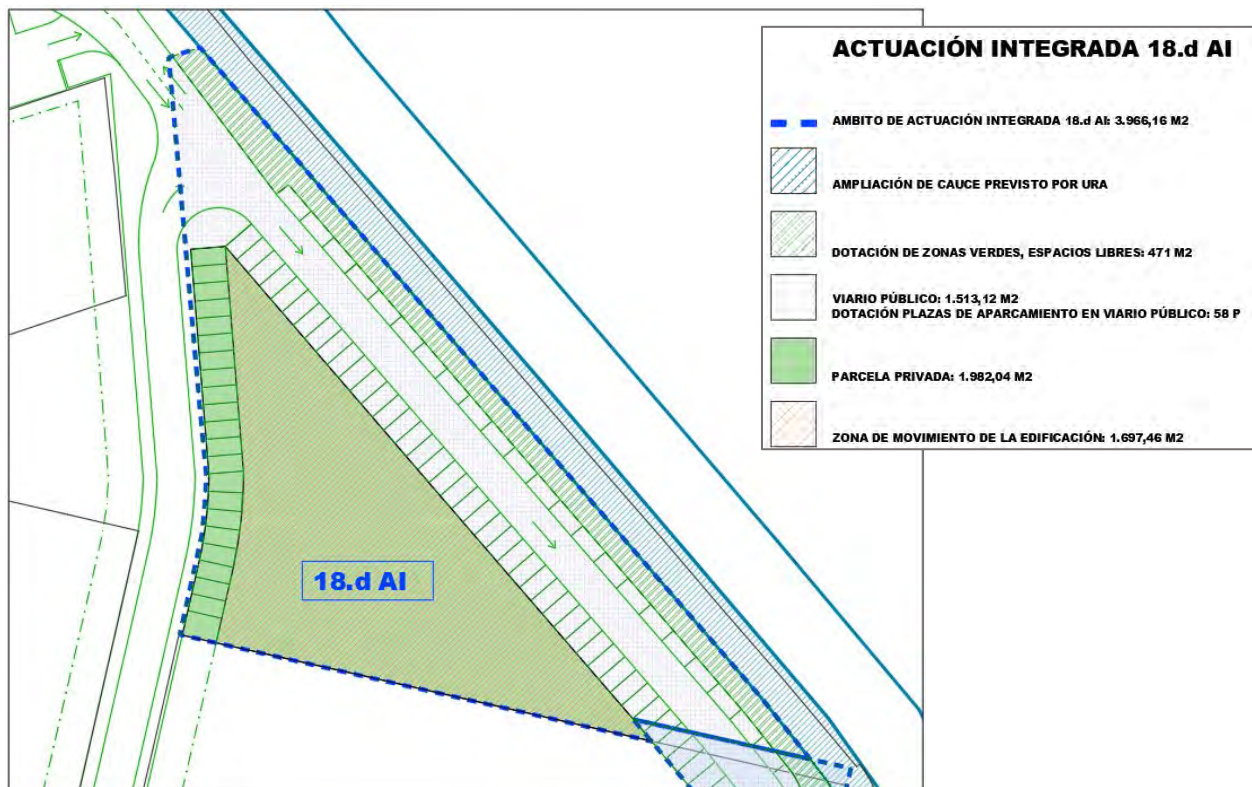 ACTUACIÓN INTEGRADA 18.d AI
AMBITO DE ACTUACIÓN INTEGRADA 18.d AI: 3.966,16 M2
AMPLIACIÓN DE CAUCE PREVISTO POR URA
DOTACIÓN DE ZONAS VERDES, ESPACIOS LIBRES: 471 M2
VIARIO PÚBLICO: 1.513,12 M2
DOTACIÓN PLAZAS DE APARCAMIENTO EN VIARIO PÚBLICO: 58 P
PARCELA PRIVADA: 1.982,04 M2
ZONA DE MOVIMIENTO DE LA EDIFICACIÓN: 1.697,46 M2
18.d AI